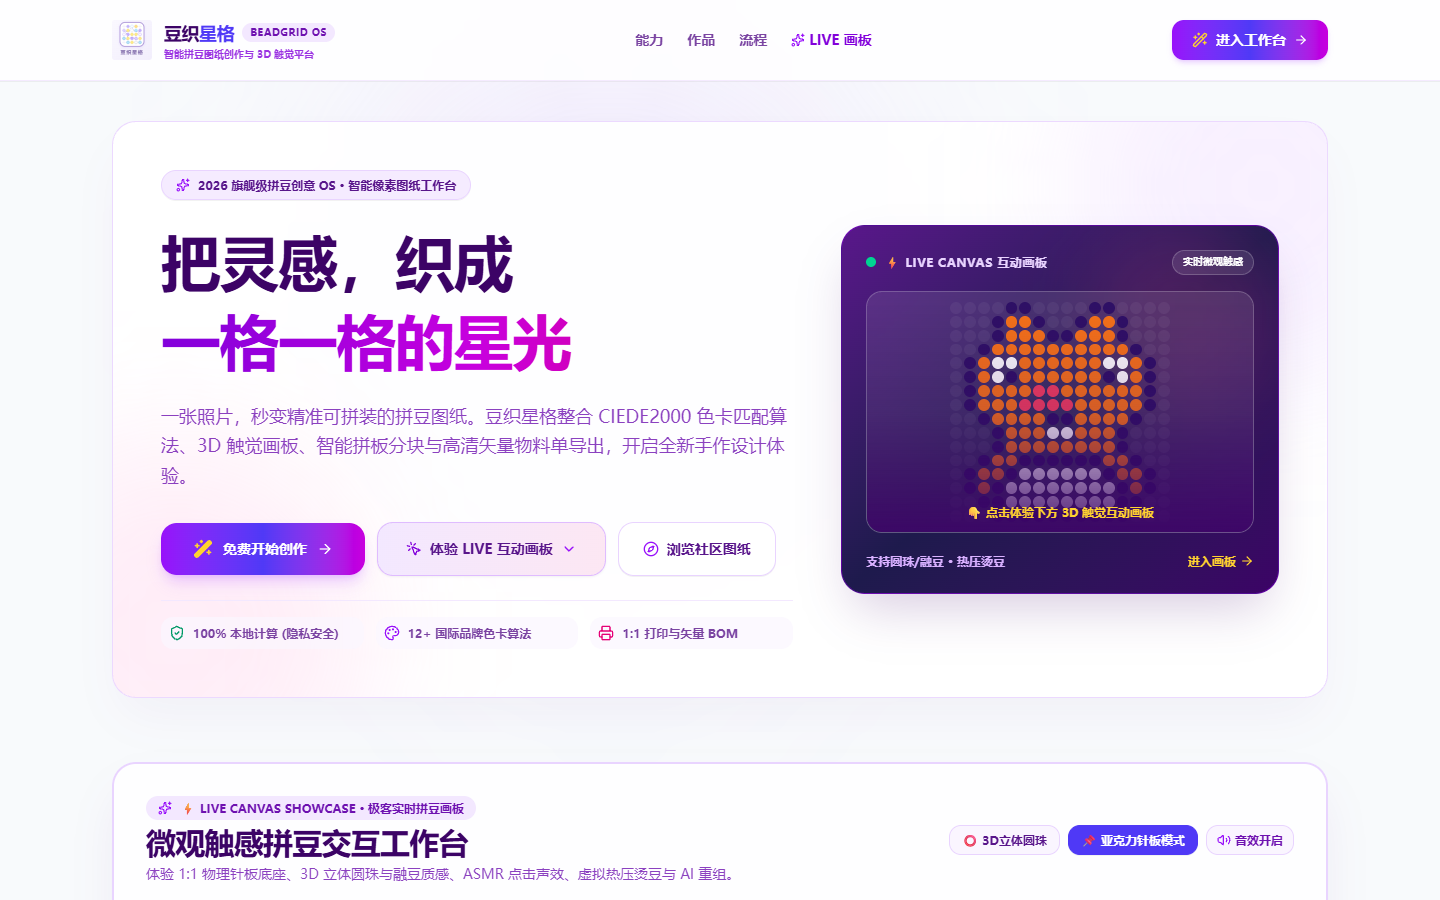 豆织星格 BEADGRID OS
智能拼豆图纸创作与 3D 触觉平台
能力 作品 流程 LIVE 画板
进入工作台
2026 旗舰级拼豆创意 OS • 智能像素图纸工作台
把灵感，织成
一格一格的星光
一张照片，秒变精准可拼装的拼豆图纸。豆织星格整合 CIEDE2000 色卡匹配算
法、3D 触觉画板、智能拼板分块与高清矢量物料单导出，开启全新手作设计体
验。
免费开始创作 体验 LIVE 互动画板 浏览社区图纸
100% 本地计算 (隐私安全) 12+ 国际品牌色卡算法 1:1 打印与矢量 BOM
LIVE CANVAS 互动画板 实时微观触感
点击体验下方 3D 触觉互动画板
支持圆珠/融豆 • 热压烫豆 进入画板
LIVE CANVAS SHOWCASE • 极客实时拼豆画板
微观触感拼豆交互工作台
体验 1:1 物理针板底座、3D 立体圆珠与融豆质感、ASMR 点击声效、虚拟热压烫豆与 AI 重组。
3D立体圆珠 亚克力针板模式 音效开启